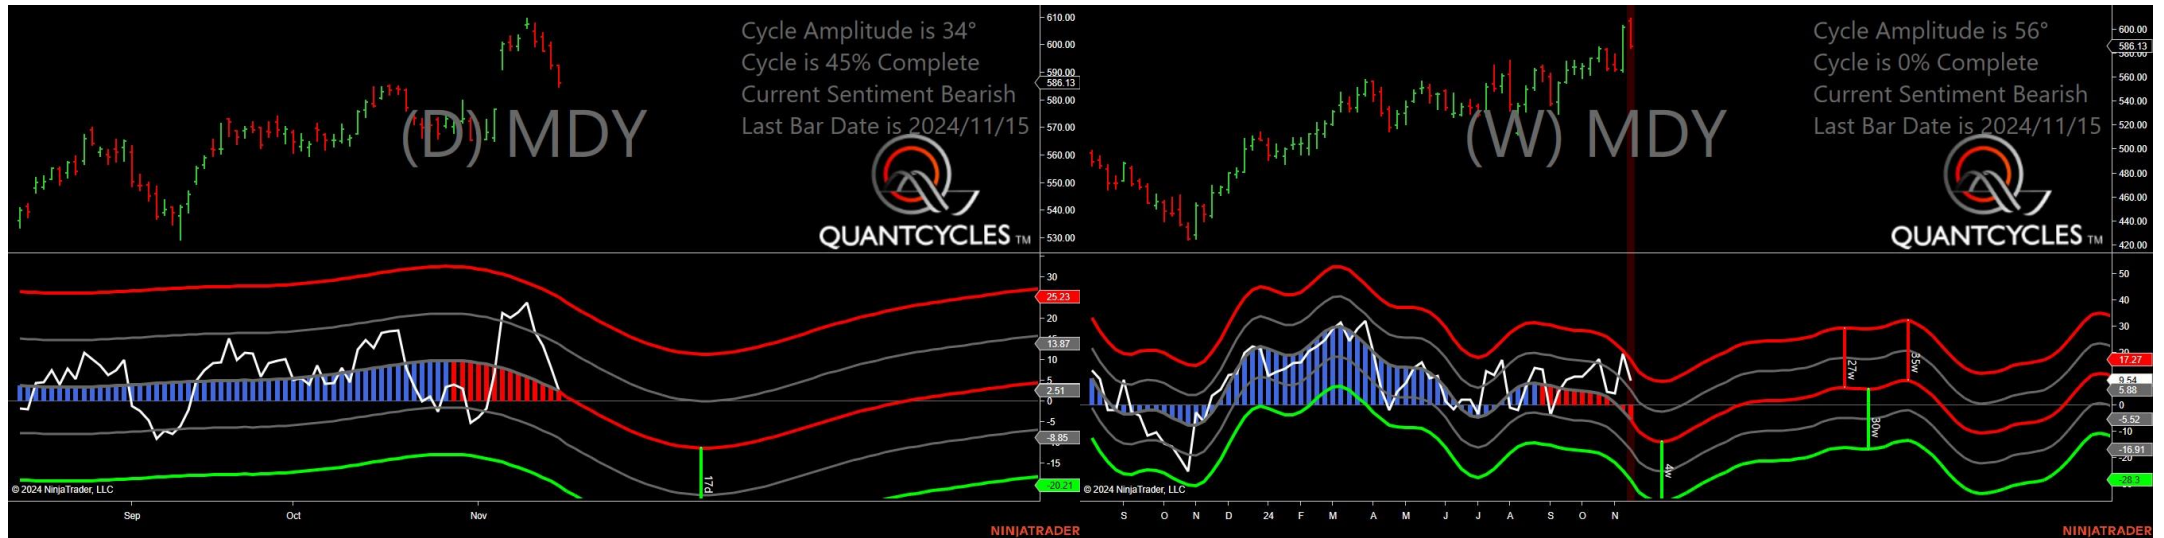 Cycle Amplitude is 34°
Cycle is 45% Complete
Current Sentiment Bearish
Last Bar Date is 2024/11/15
(D) MDY
QUANTCYCLES TM
610.00
600.00
590.00
586.13
580.00
570.00
560.00
550.00
540.00
530.00
30
25.23
20
13.87
10
5
2.51
0
-5
-8.85
-15
-20.21
17d
© 2024 NinjaTrader, LLC
Sep Oct Nov
NINJATRADER
Cycle Amplitude is 56°
Cycle is 0% Complete
Current Sentiment Bearish
Last Bar Date is 2024/11/15
(W) MDY
QUANTCYCLES TM
600.00
586.13
560.00
540.00
520.00
500.00
480.00
460.00
440.00
420.00
50
40
30
17.27
9.54
5.88
0
-5.52
-10
-16.91
-28.3
4w
27w
30w
35w
© 2024 NinjaTrader, LLC
S O N D 24 F M A M J J A S O N
NINJATRADER